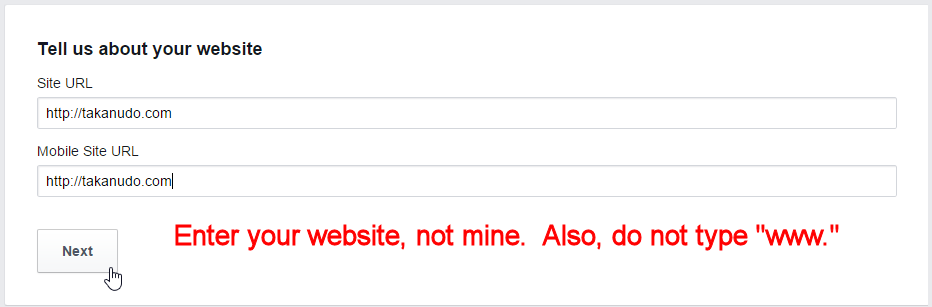 Tell us about your website
Site URL
http://takanudo.com
Mobile Site URL
http://takanudo.com
Next
Enter your website, not mine.  Also, do not type "www."